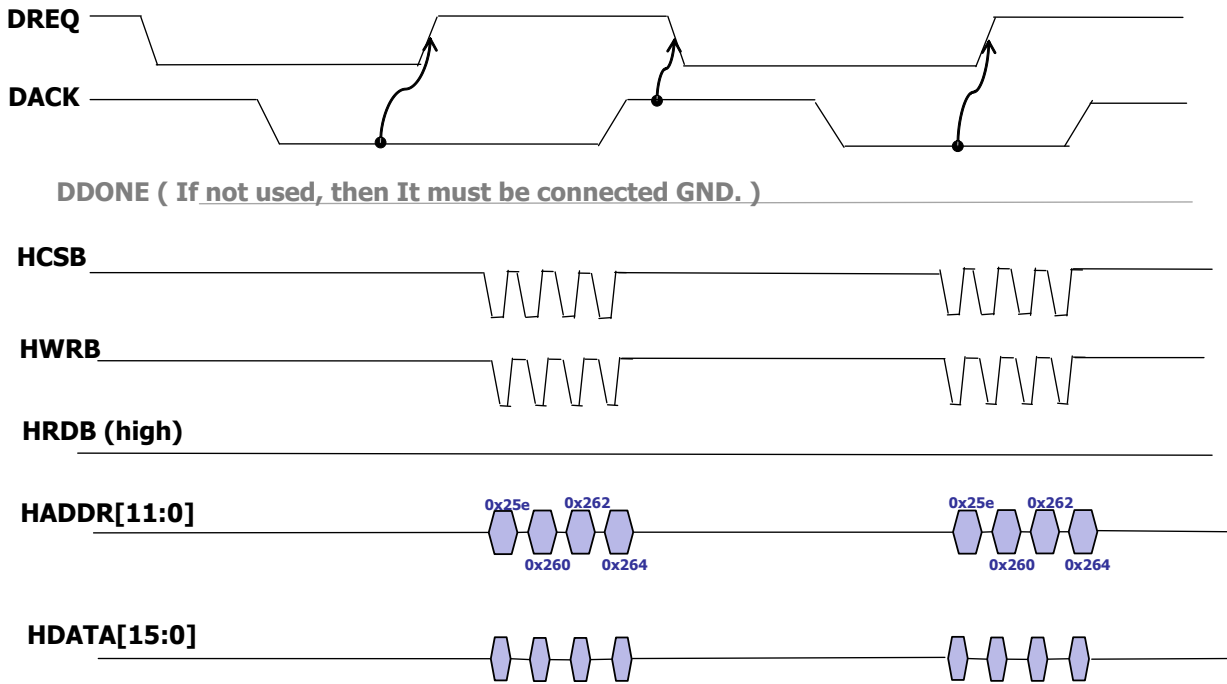 DREQ
DACK
DDONE ( If not used, then It must be connected GND. )
HCSB
HWRB
HRDB (high)
HADDR[11:0]
0x25e 0x262 0x25e 0x262
0x260 0x264 0x260 0x264
HDATA[15:0]